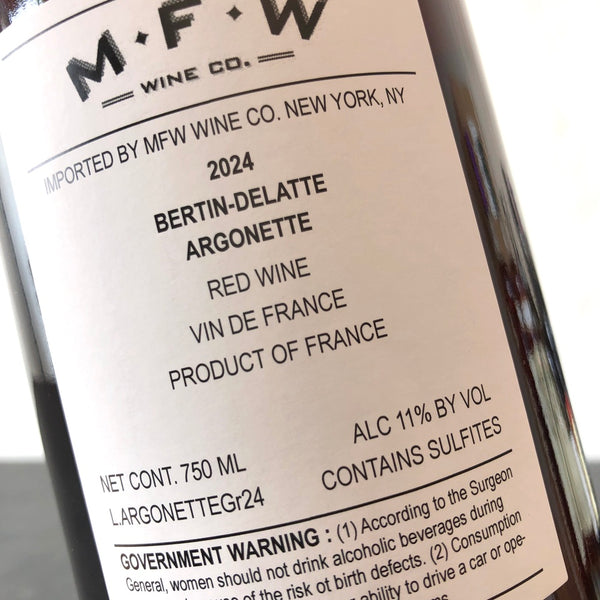 M·F·W
WINE CO.
IMPORTED BY MFW WINE CO. NEW YORK, NY
2024
BERTIN-DELATTE
ARGONETTE
RED WINE
VIN DE FRANCE
PRODUCT OF FRANCE
ALC 11% BY VOL
NET CONT. 750 ML
CONTAINS SULFITES
L.ARGONETTEGr24
GOVERNMENT WARNING : (1) According to the Surgeon
General, women should not drink alcoholic beverages during
of the risk of birth defects. (2) Consumption
ability to drive a car or ope-